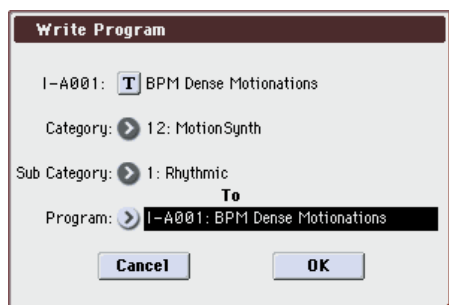 Write Program
I-A001: T BPM Dense Motionations
Category: 12: MotionSynth
Sub Category: 1: Rhythmic
To
Program: I-A001: BPM Dense Motionations
Cancel OK